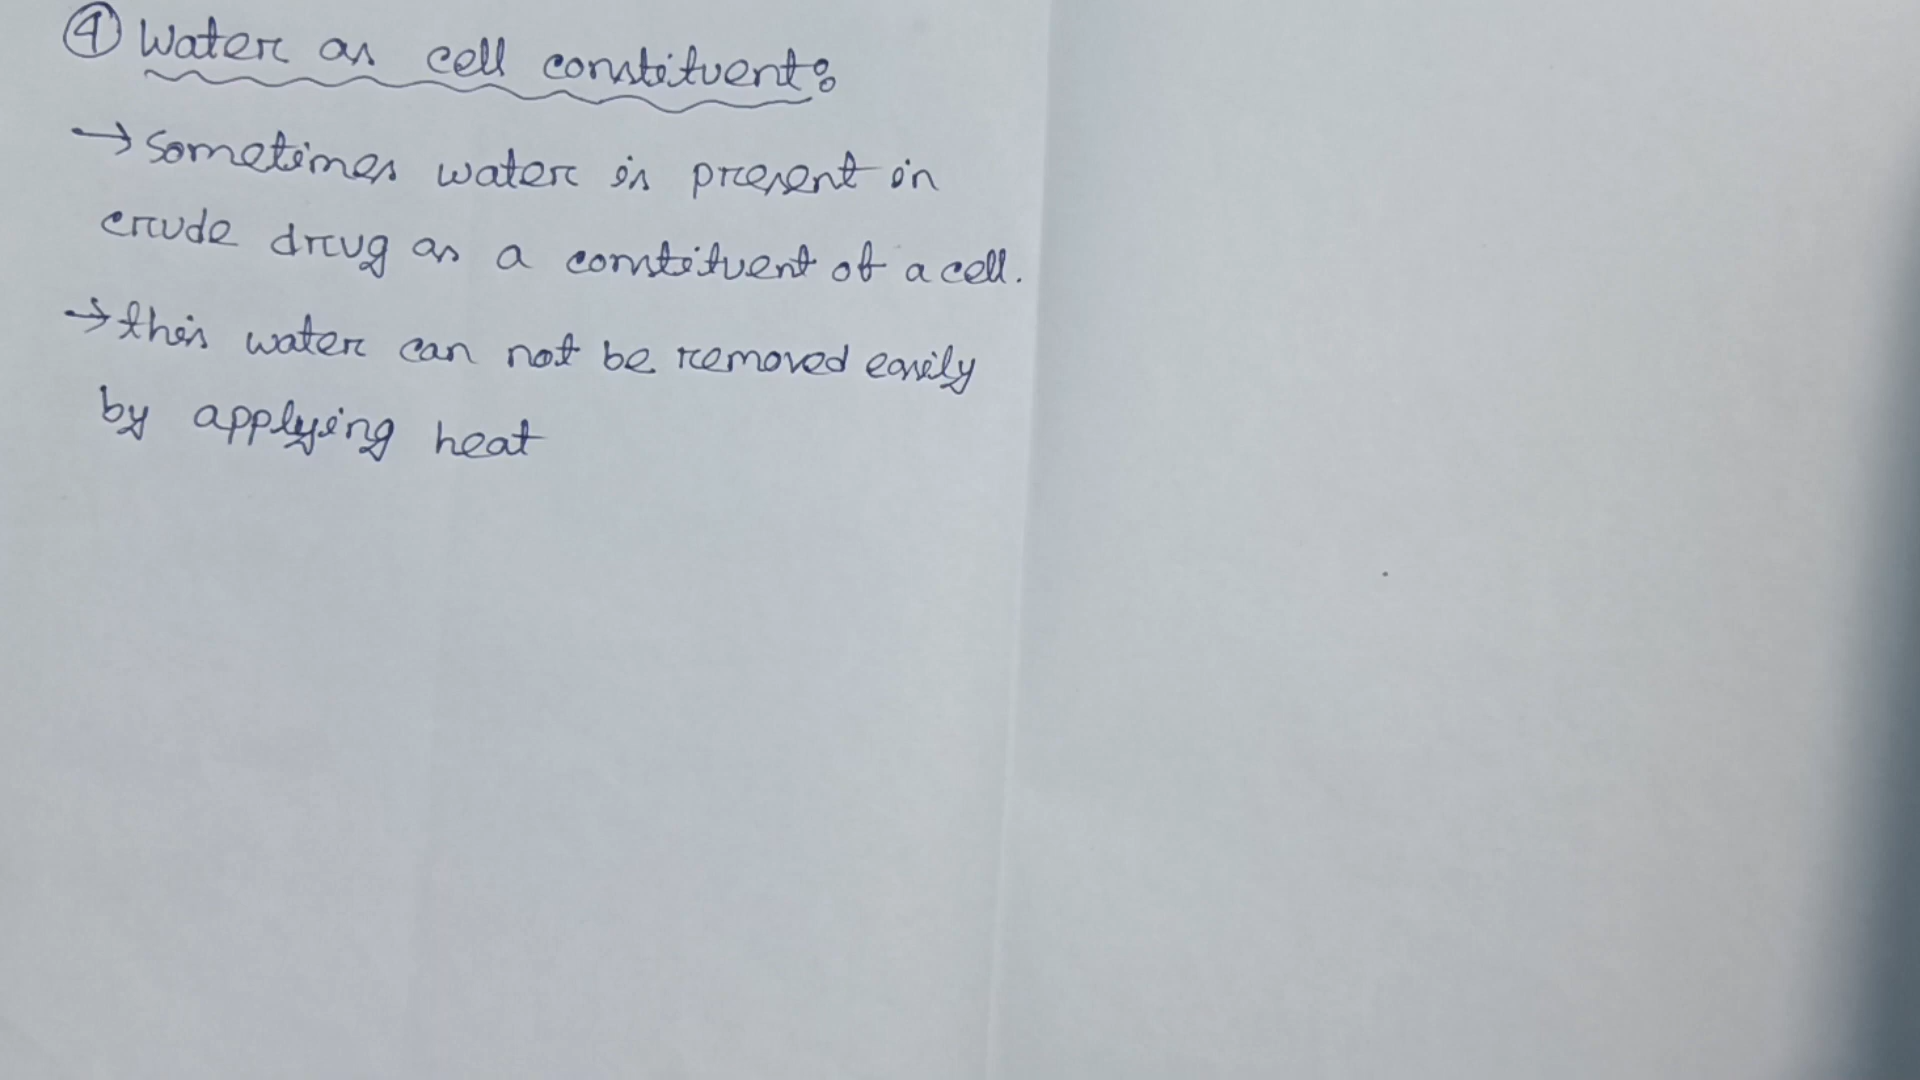 ④ Water as cell constituent:
→ Sometimes water is present in
crude drug as a constituent of a cell.
→ this water can not be removed easily
by applying heat